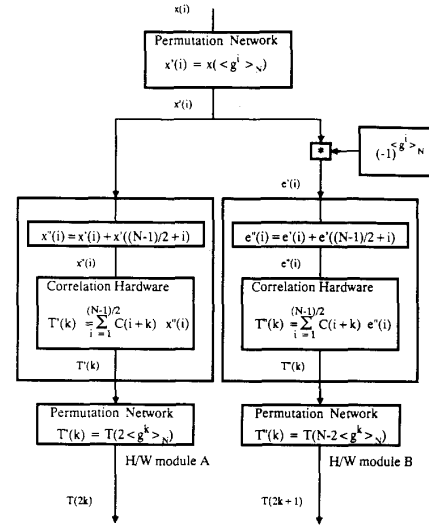 x(i)
Permutation Network
x'(i) = x(<g^i>_N)
x'(i)
*
(-1)^<g^i>_N
e'(i)
x"(i) = x'(i) + x'((N-1)/2 + i)
e"(i) = e'(i) + e'((N-1)/2 + i)
x"(i)
e"(i)
Correlation Hardware
T'(k) = Σ_{i = 1}^{(N-1)/2} C(i+k) x"(i)
Correlation Hardware
T"(k) = Σ_{i = 1}^{(N-1)/2} C(i+k) e"(i)
T'(k)
T"(k)
Permutation Network
T'(k) = T(2<g^k>_N)
Permutation Network
T"(k) = T(N-2<g^k>_N)
H/W module A
H/W module B
T(2k)
T(2k+1)